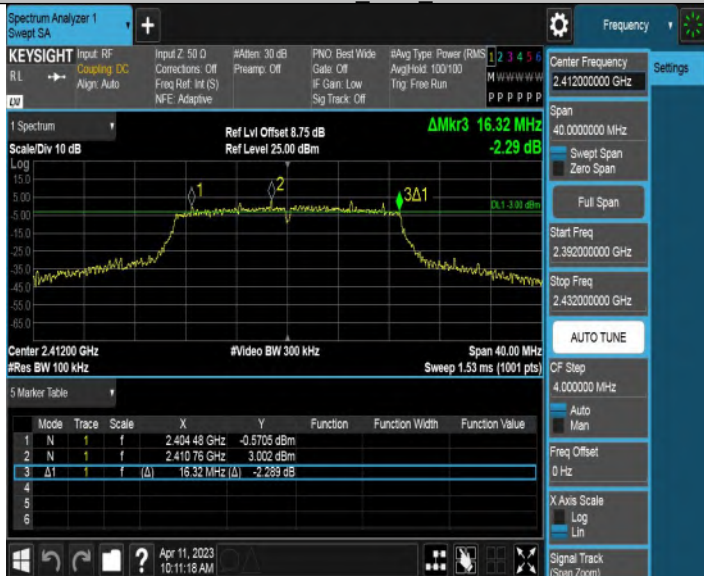 Spectrum Analyzer 1
Swept SA
+
Frequency
KEYSIGHT
RL
LXI
Input: RF
Coupling: DC
Align: Auto
Input Z: 50 Ω
Corrections: Off
Freq Ref: Int (S)
NFE: Adaptive
#Atten: 30 dB
Preamp: Off
PNO: Best Wide
Gate: Off
IF Gain: Low
Sig Track: Off
#Avg Type: Power (RMS
Avg|Hold: 100/100
Trig: Free Run
1 2 3 4 5 6
M W W W W W
P P P P P P
1 Spectrum
Scale/Div 10 dB
Ref Lvl Offset 8.75 dB
Ref Level 25.00 dBm
ΔMkr3 16.32 MHz
-2.29 dB
Log
15.0
5.00
-5.00
-15.0
-25.0
-35.0
-45.0
-55.0
-65.0
1
2
3Δ1
DL1 -3.00 dBm
Center 2.41200 GHz
#Res BW 100 kHz
#Video BW 300 kHz
Span 40.00 MHz
Sweep 1.53 ms (1001 pts)
5 Marker Table
Mode Trace Scale X Y Function Function Width Function Value
1 N 1 f 2.404 48 GHz -0.5705 dBm
2 N 1 f 2.410 76 GHz 3.002 dBm
3 Δ1 1 f (Δ) 16.32 MHz (Δ) -2.289 dB
4
5
6
?
Apr 11, 2023
10:11:18 AM
Center Frequency
2.412000000 GHz
Settings
Span
40.0000000 MHz
Swept Span
Zero Span
Full Span
Start Freq
2.392000000 GHz
Stop Freq
2.432000000 GHz
AUTO TUNE
CF Step
4.000000 MHz
Auto
Man
Freq Offset
0 Hz
X Axis Scale
Log
Lin
Signal Track
(Span Zoom)